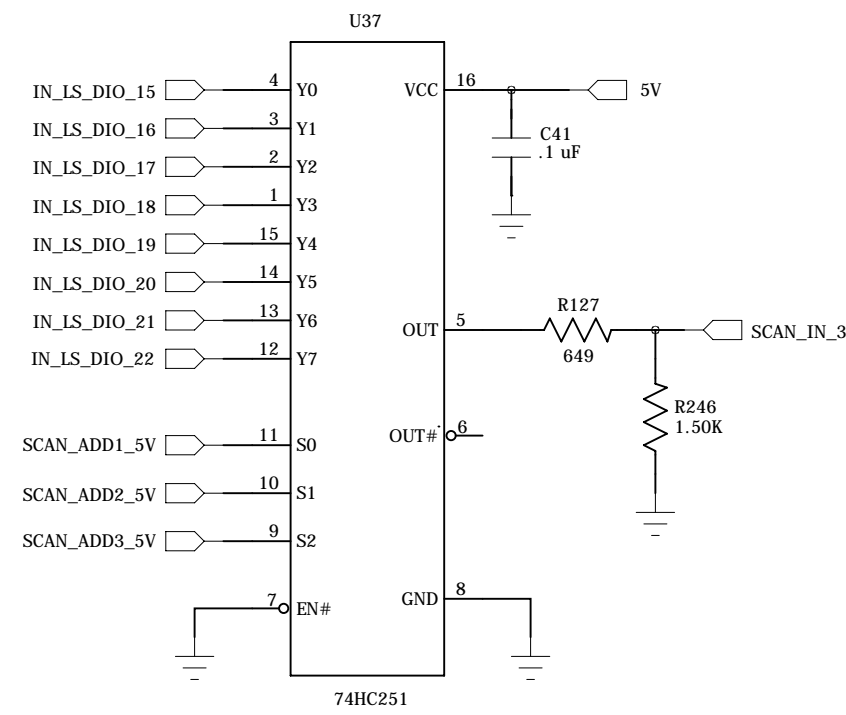 U37
IN_LS_DIO_15 4 Y0 VCC 16 5V
IN_LS_DIO_16 3 Y1
C41
.1 uF
IN_LS_DIO_17 2 Y2
IN_LS_DIO_18 1 Y3
IN_LS_DIO_19 15 Y4
IN_LS_DIO_20 14 Y5
R127
IN_LS_DIO_21 13 Y6
OUT 5 SCAN_IN_3
649
IN_LS_DIO_22 12 Y7
R246
1.50K
OUT# 6
SCAN_ADD1_5V 11 S0
SCAN_ADD2_5V 10 S1
SCAN_ADD3_5V 9 S2
7 EN# GND 8
74HC251